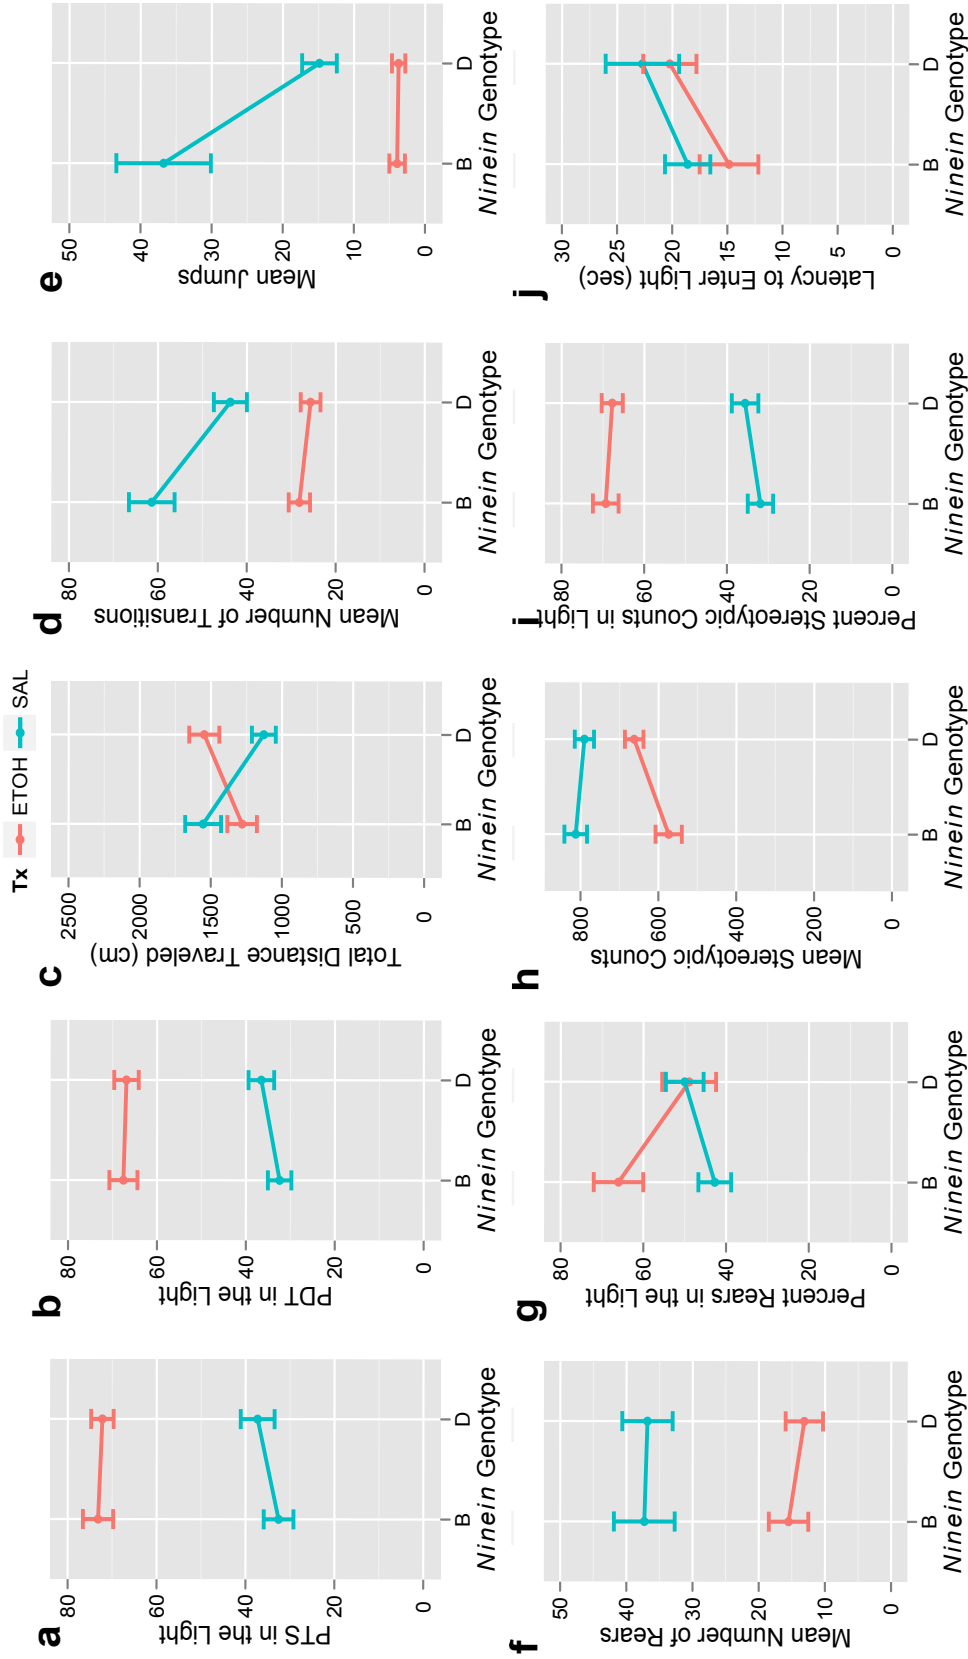 Tx ETOH SAL
a
PTS in the Light
80
60
40
20
0
B D
Ninein Genotype
b
PDT in the Light
80
60
40
20
0
B D
Ninein Genotype
c
Total Distance Traveled (cm)
2500
2000
1500
1000
500
0
B D
Ninein Genotype
d
Mean Number of Transitions
80
60
40
20
0
B D
Ninein Genotype
e
Mean Jumps
50
40
30
20
10
0
B D
Ninein Genotype
f
Mean Number of Rears
50
40
30
20
10
0
B D
Ninein Genotype
g
Percent Rears in the Light
80
60
40
20
0
B D
Ninein Genotype
h
Mean Stereotypic Counts
800
600
400
200
0
B D
Ninein Genotype
i
Percent Stereotypic Counts in Light
80
60
40
20
0
B D
Ninein Genotype
j
Latency to Enter Light (sec)
30
25
20
15
10
5
0
B D
Ninein Genotype